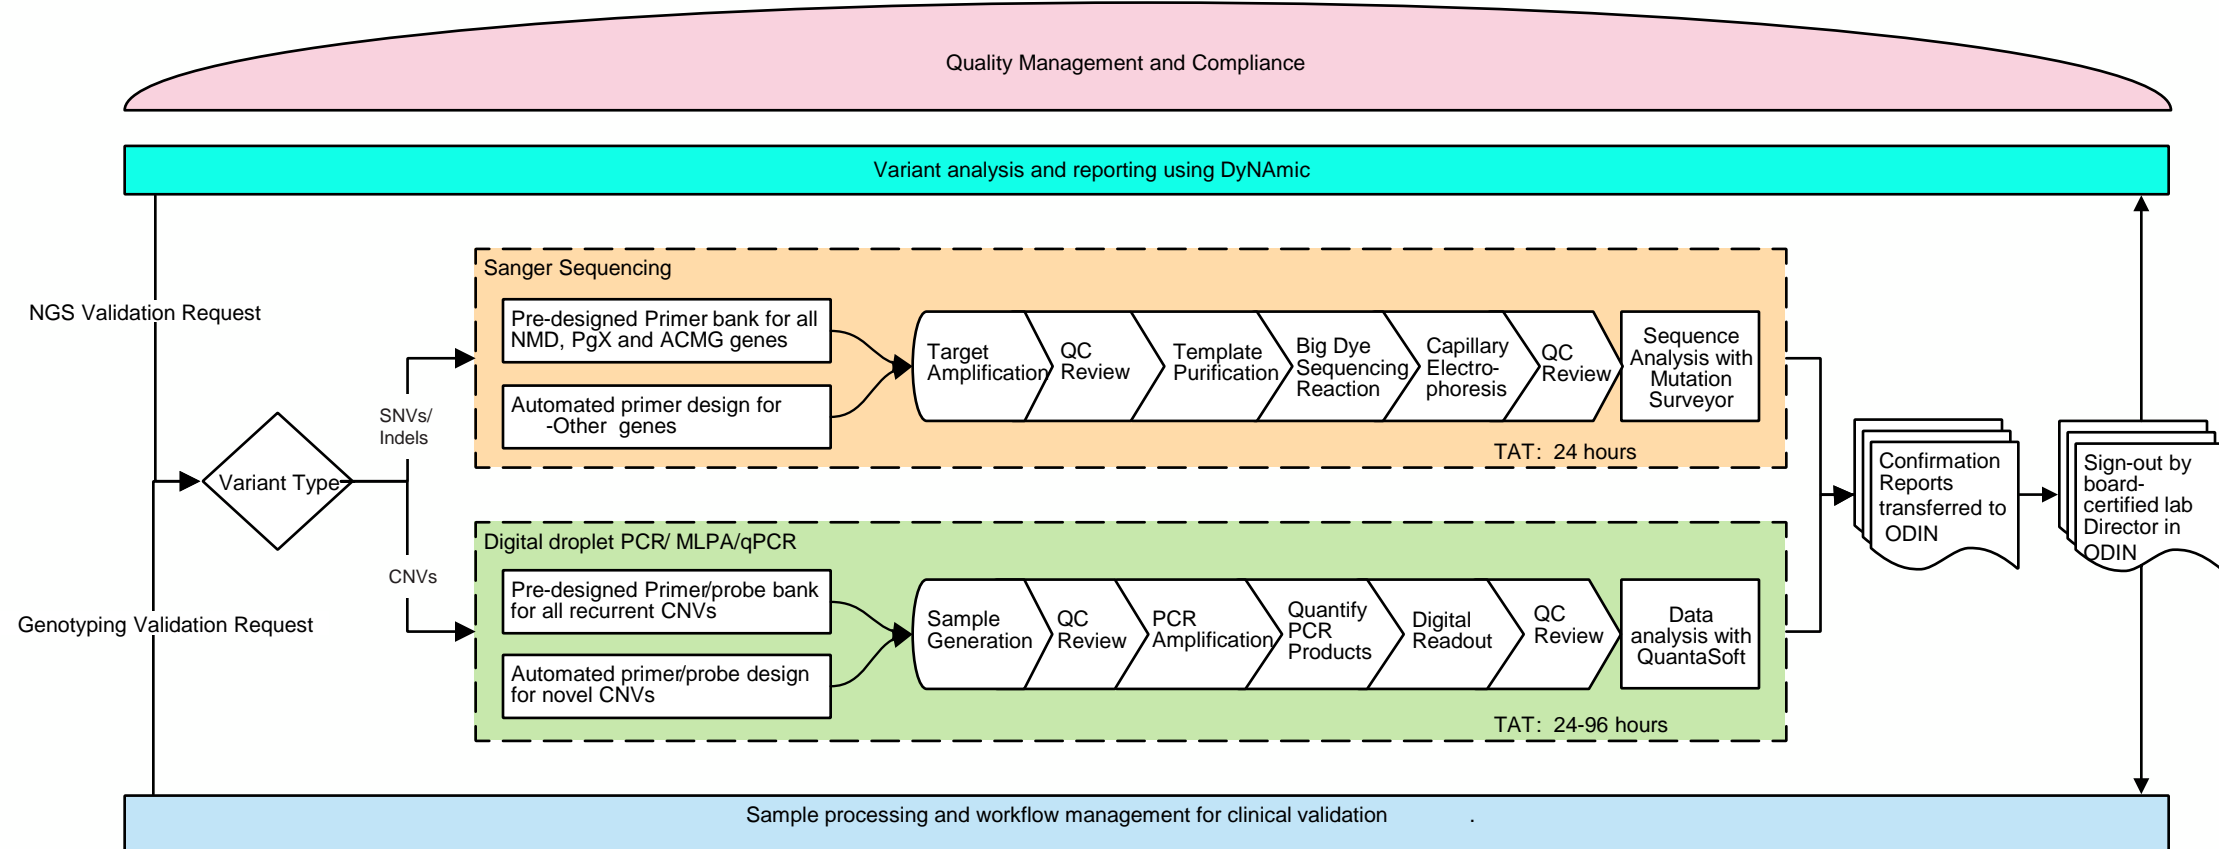 Quality Management and Compliance
Variant analysis and reporting using DyNAmic
NGS Validation Request
Genotyping Validation Request
Variant Type
SNVs/
Indels
CNVs
Sanger Sequencing
Pre-designed Primer bank for all
NMD, PgX and ACMG genes
Automated primer design for
-Other genes
Target
Amplification
QC
Review
Template
Purification
Big Dye
Sequencing
Reaction
Capillary
Electro-
phoresis
QC
Review
Sequence
Analysis with
Mutation
Surveyor
TAT: 24 hours
Digital droplet PCR/ MLPA/qPCR
Pre-designed Primer/probe bank
for all recurrent CNVs
Automated primer/probe design
for novel CNVs
Sample
Generation
QC
Review
PCR
Amplification
Quantify
PCR
Products
Digital
Readout
QC
Review
Data
analysis with
QuantaSoft
TAT: 24-96 hours
Confirmation
Reports
transferred to
ODIN
Sign-out by
board-
certified lab
Director in
ODIN
Sample processing and workflow management for clinical validation .